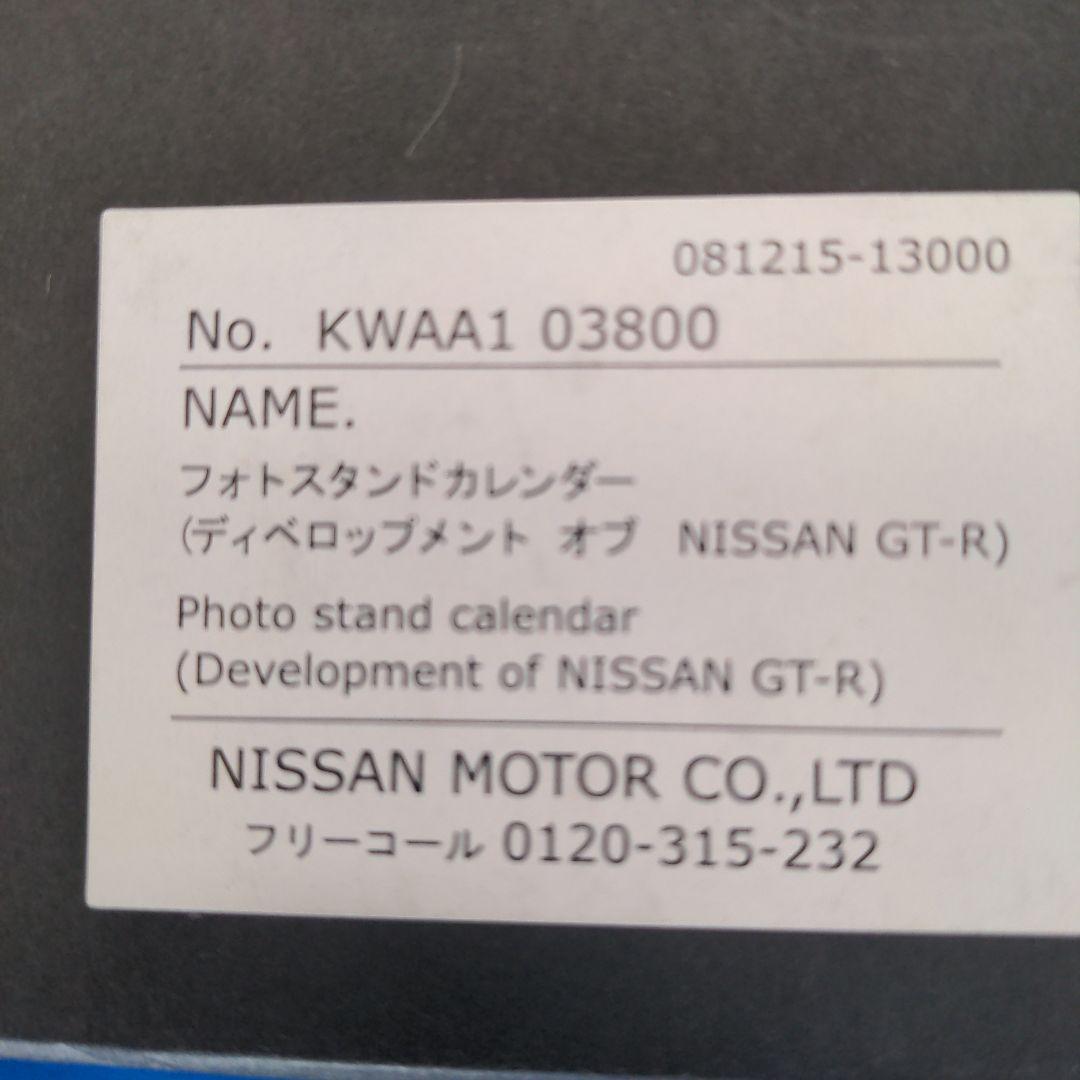 081215-13000
No. KWAA1 03800
NAME.
フォトスタンドカレンダー
(ディベロップメント オブ NISSAN GT-R)
Photo stand calendar
(Development of NISSAN GT-R)
NISSAN MOTOR CO.,LTD
フリーコール 0120-315-232